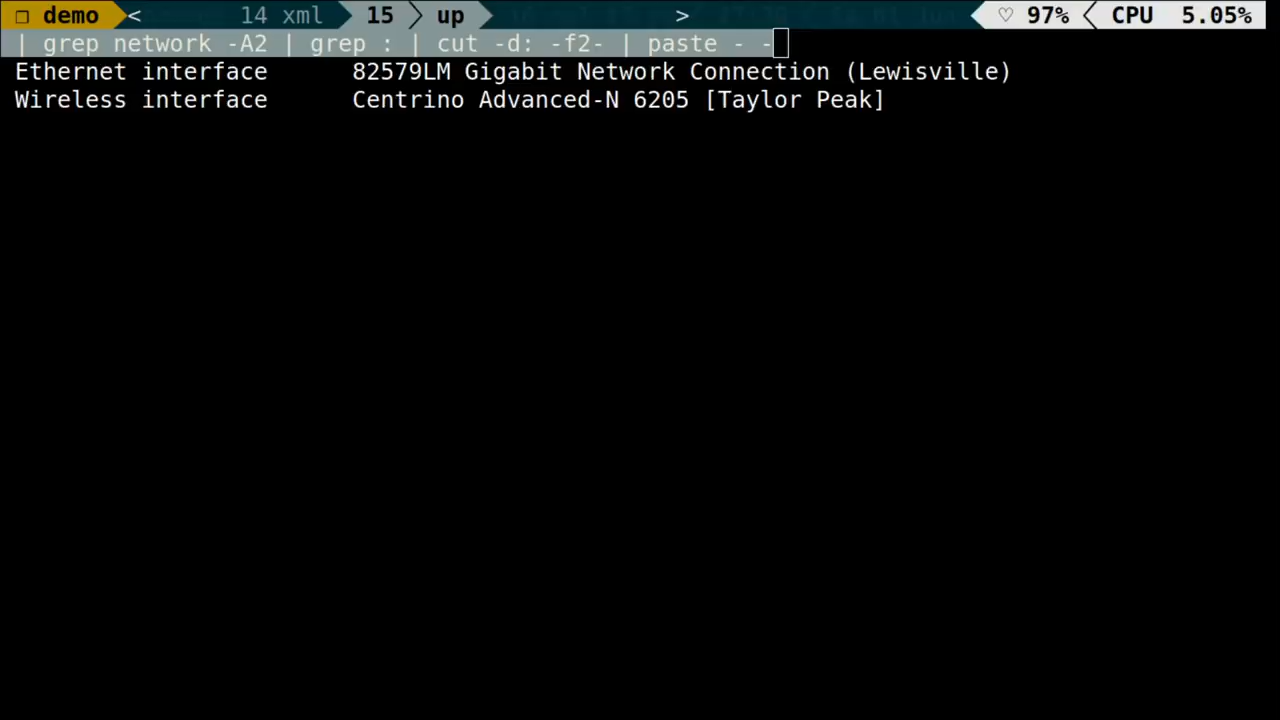 ❐ demo < 14 xml 15 up > ♡ 97% CPU 5.05%
| grep network -A2 | grep : | cut -d: -f2- | paste - -
Ethernet interface 82579LM Gigabit Network Connection (Lewisville)
Wireless interface Centrino Advanced-N 6205 [Taylor Peak]